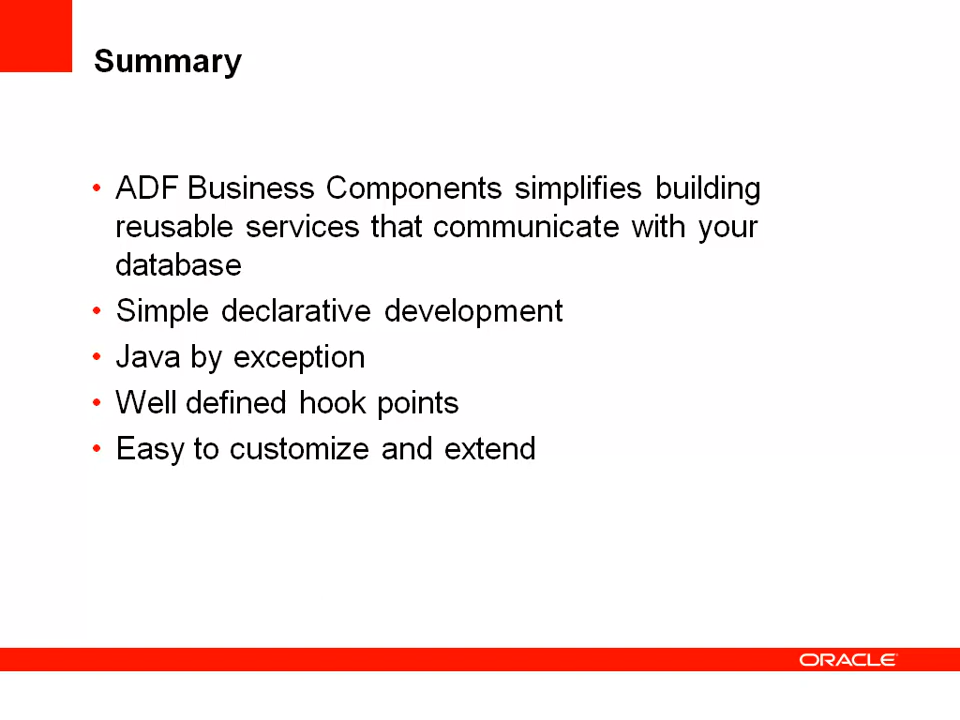 Summary
• ADF Business Components simplifies building
reusable services that communicate with your
database
• Simple declarative development
• Java by exception
• Well defined hook points
• Easy to customize and extend
ORACLE